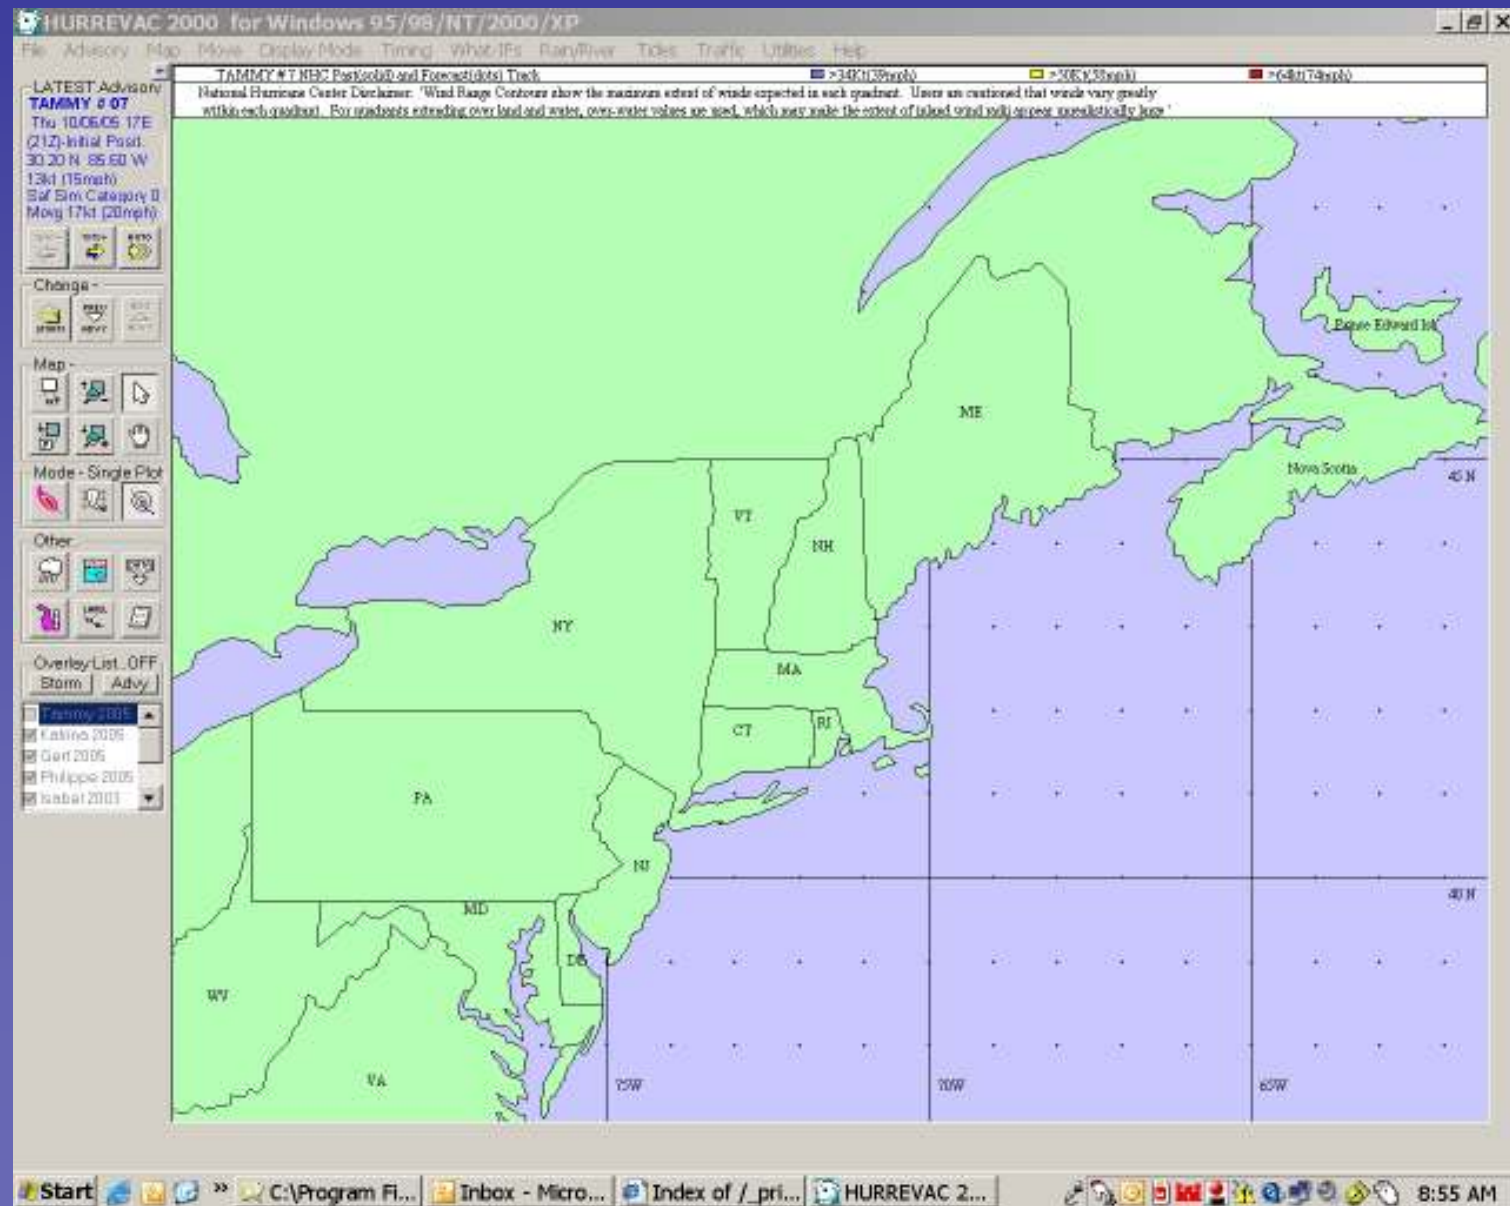 HURREVAC 2000 for Windows 95/98/NT/2000/XP
File Advisory Map Move Display Mode Timing What-IFs Rain/River Tides Traffic Utilities Help
TAMMY # 7 NHC Past(solid) and Forecast(dots) Track >34Kt(39mph) >50Kt(58mph) >64kt(74mph)
National Hurricane Center Disclaimer: 'Wind Range Contours show the maximum extent of winds expected in each quadrant. Users are cautioned that winds vary greatly
within each quadrant. For quadrants extending over land and water, over-water values are used, which may make the extent of inland wind radii appear unrealistically large'
LATEST Advisory
TAMMY # 07
Thu 10/06/05 17E
(21Z)-Initial Posit.
30.20 N 85.60 W
13kt (15mph)
Saf Sim Category 0
Movg 17kt (20mph)
Change -
Map -
Mode - Single Plot
Other
Overlay List..OFF
Storm Advy
Tammy 2005
Katrina 2005
Gert 2005
Philippe 2005
Isabel 2003
Prince Edward Isl
ME
Nova Scotia
45 N
VT
NH
NY
MA
CT
RI
PA
NJ
40 N
MD
DE
WV
VA
75W
70W
65W
Start » C:\Program Fi... Inbox - Micro... Index of /_pri... HURREVAC 2... 8:55 AM